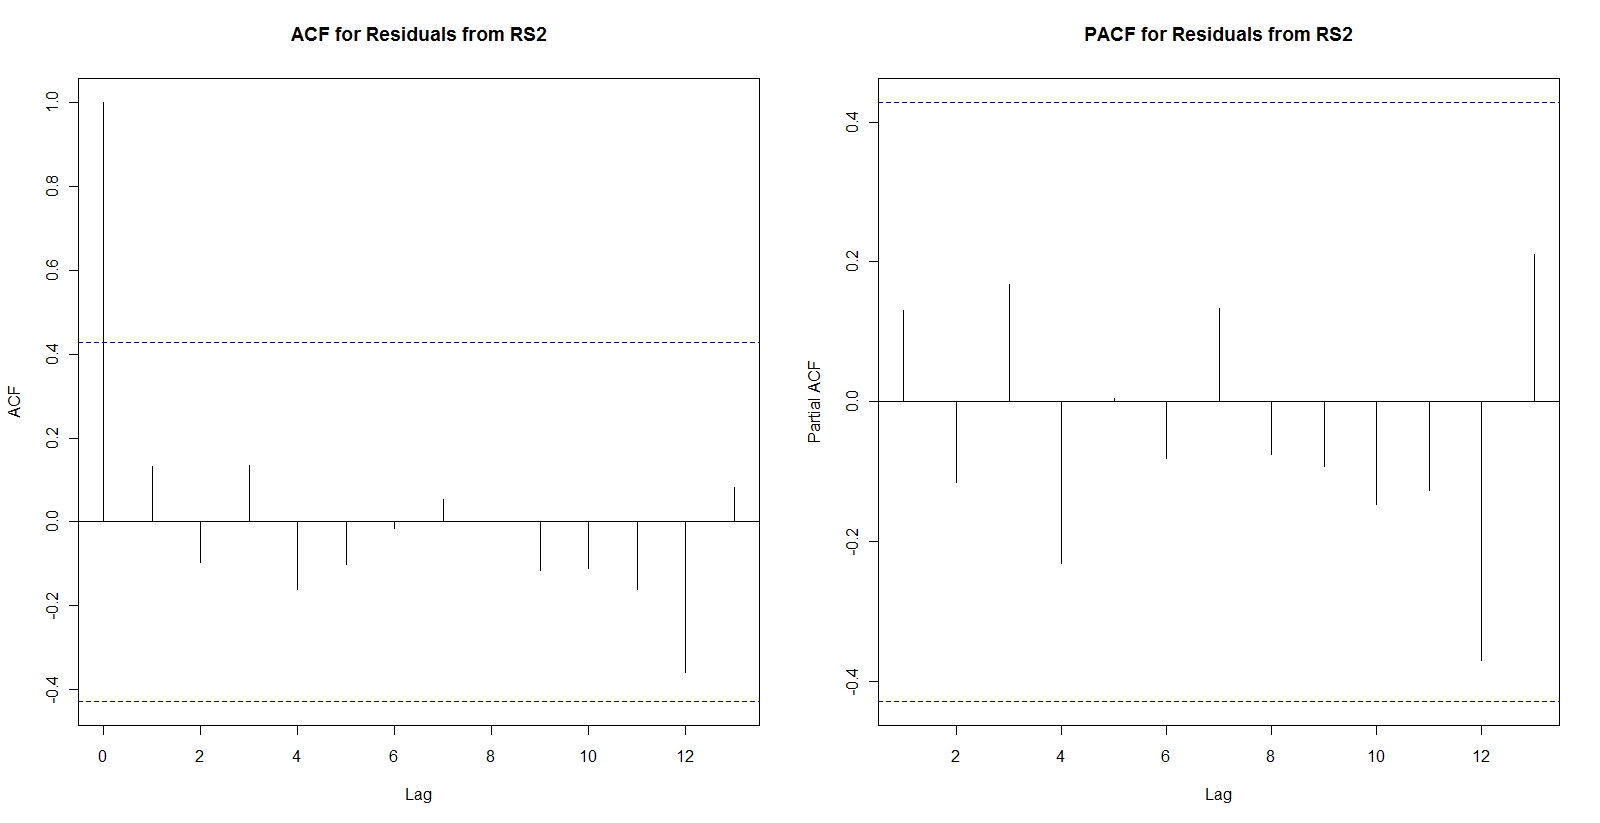 ACF for Residuals from RS2
ACF
1.0
0.8
0.6
0.4
0.2
0.0
-0.2
-0.4
0 2 4 6 8 10 12
Lag
PACF for Residuals from RS2
Partial ACF
0.4
0.2
0.0
-0.2
-0.4
2 4 6 8 10 12
Lag